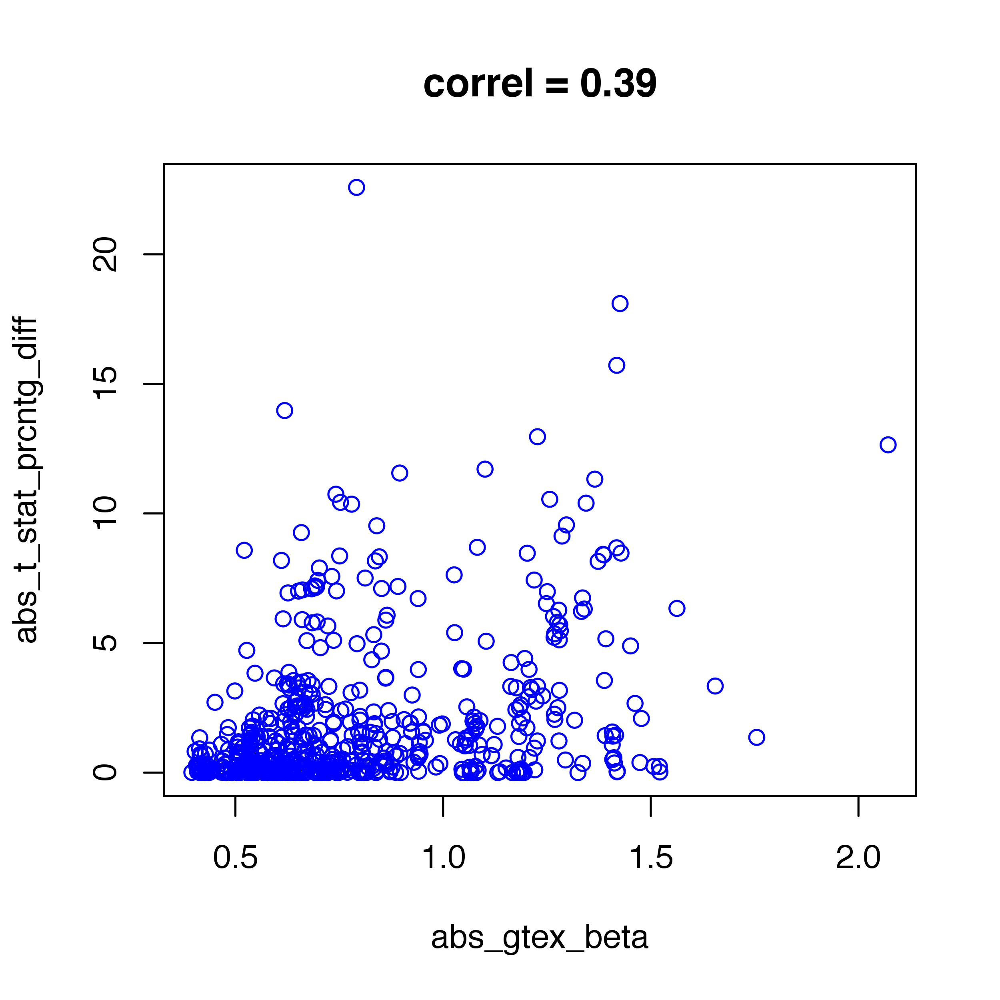 correl = 0.39
abs_t_stat_prcntg_diff
20
15
10
5
0
0.5 1.0 1.5 2.0
abs_gtex_beta